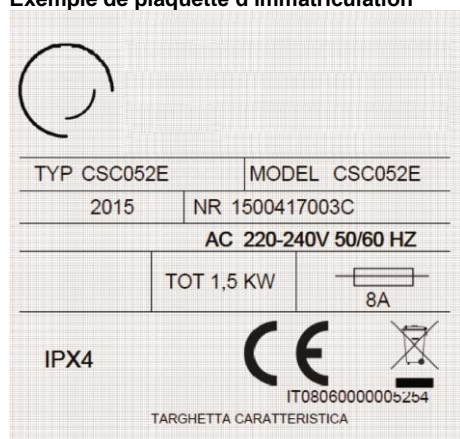 Exemple de plaquette d'immatriculation
TYP CSC052E MODEL CSC052E
2015 NR 1500417003C
AC 220-240V 50/60 HZ
TOT 1,5 KW
8A
IPX4 CE
IT08060000005254
TARGHETTA CARATTERISTICA